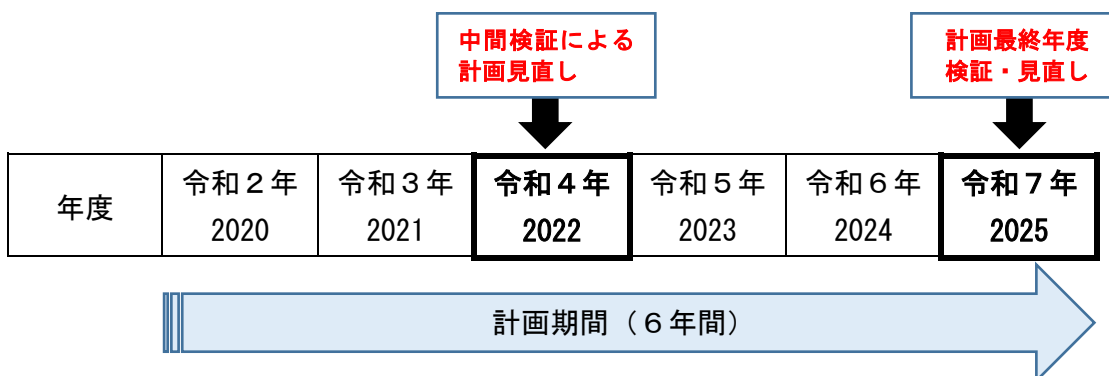 中間検証による
計画見直し
計画最終年度
検証・見直し
年度
令和２年
2020
令和３年
2021
令和４年
2022
令和５年
2023
令和６年
2024
令和７年
2025
計画期間（６年間）